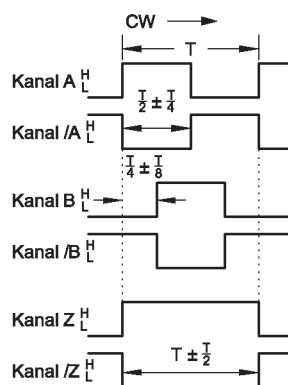 CW
T
Kanal A H L
T/2 ± T/4
Kanal /A H L
T/4 ± T/8
Kanal B H L
Kanal /B H L
Kanal Z H L
T ± T/2
Kanal /Z H L